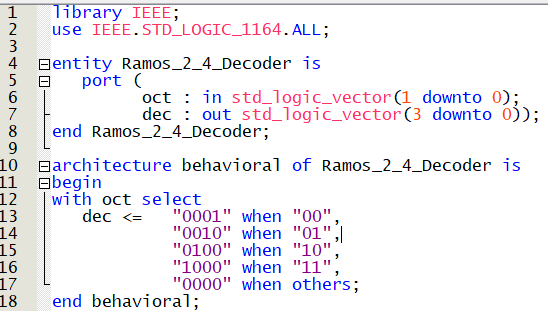 1 library IEEE;
2 use IEEE.STD_LOGIC_1164.ALL;
3
4 entity Ramos_2_4_Decoder is
5 port (
6 oct : in std_logic_vector(1 downto 0);
7 dec : out std_logic_vector(3 downto 0));
8 end Ramos_2_4_Decoder;
9
10 architecture behavioral of Ramos_2_4_Decoder is
11 begin
12 with oct select
13 dec <= "0001" when "00",
14 "0010" when "01",
15 "0100" when "10",
16 "1000" when "11",
17 "0000" when others;
18 end behavioral;